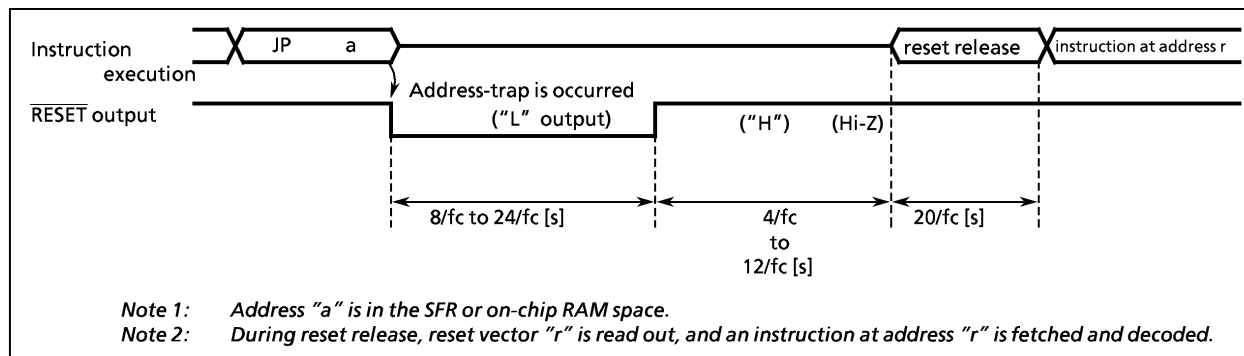 Instruction
execution
JP a
reset release
instruction at address r
Address-trap is occurred
RESET output
("L" output)
("H")
(Hi-Z)
8/fc to 24/fc [s]
4/fc
to
12/fc [s]
20/fc [s]
Note 1: Address "a" is in the SFR or on-chip RAM space.
Note 2: During reset release, reset vector "r" is read out, and an instruction at address "r" is fetched and decoded.